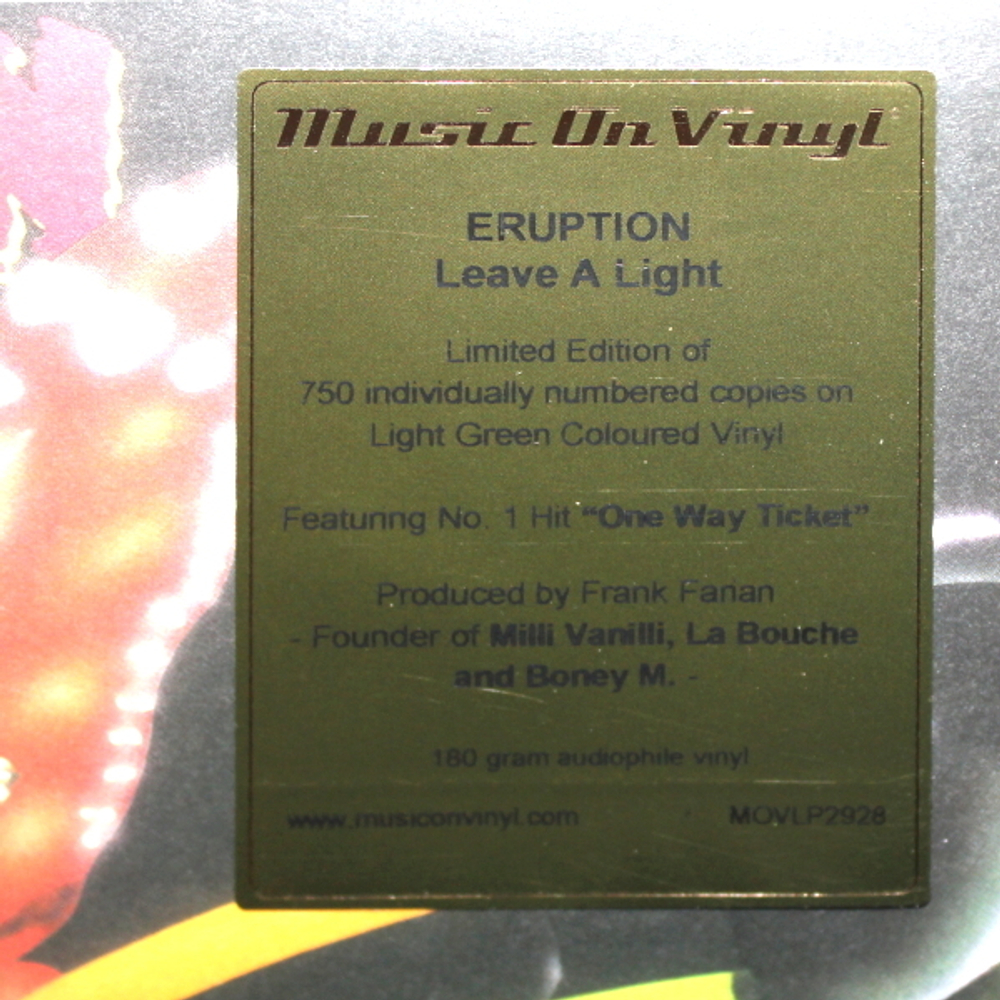 Music On Vinyl
ERUPTION
Leave A Light
Limited Edition of
750 individually numbered copies on
Light Green Coloured Vinyl
Featuring No. 1 Hit “One Way Ticket”
Produced by Frank Farian
- Founder of Milli Vanilli, La Bouche
and Boney M. -
180 gram audiophile vinyl
www.musiconvinyl.com MOVLP2928